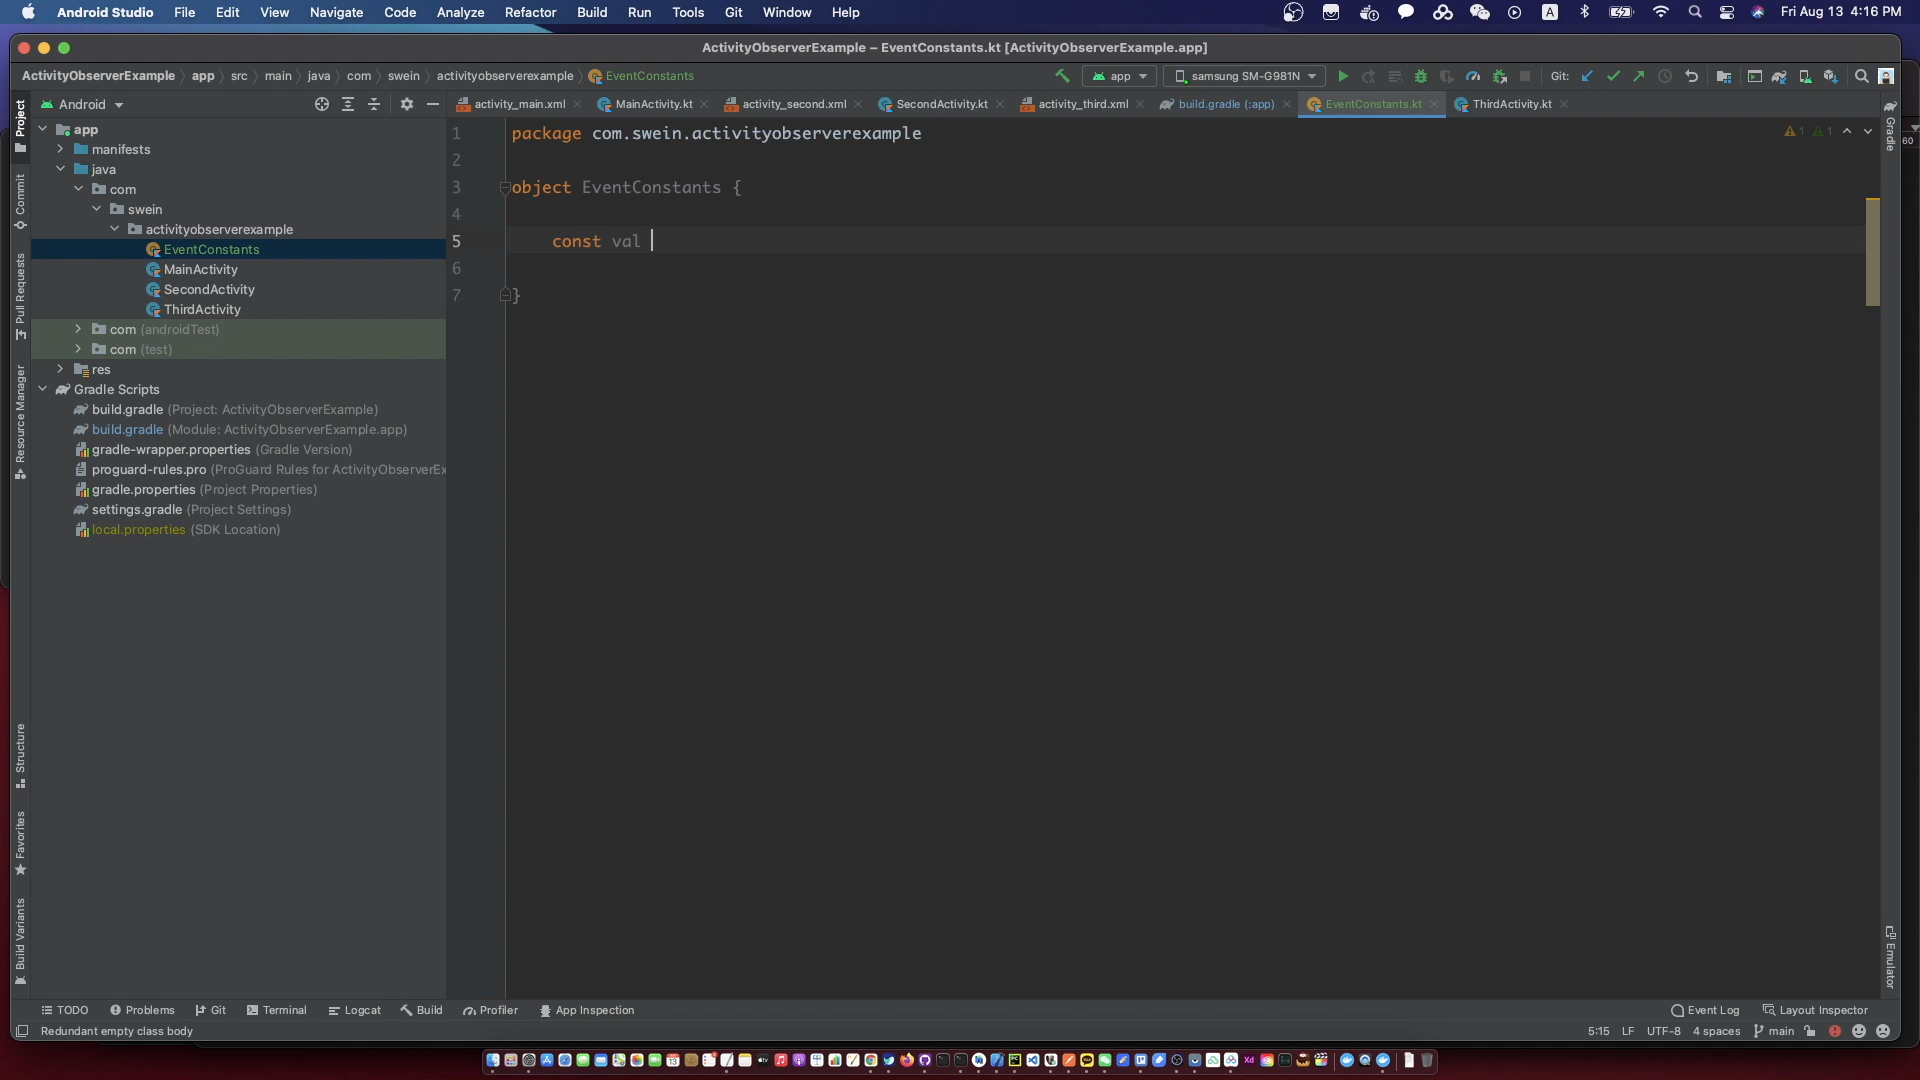 Android Studio File Edit View Navigate Code Analyze Refactor Build Run Tools Git Window Help A Fri Aug 13 4:16 PM
ActivityObserverExample – EventConstants.kt [ActivityObserverExample.app]
ActivityObserverExample app src main java com swein activityobserverexample EventConstants app samsung SM-G981N Git:
Project Android activity_main.xml MainActivity.kt activity_second.xml SecondActivity.kt activity_third.xml build.gradle (:app) EventConstants.kt ThirdActivity.kt Gradle
1 package com.swein.activityobserverexample 1 1
2
3 object EventConstants {
4
5 const val
6
7 }
app
manifests
java
com
swein
activityobserverexample
EventConstants
MainActivity
SecondActivity
ThirdActivity
com (androidTest)
com (test)
res
Gradle Scripts
build.gradle (Project: ActivityObserverExample)
build.gradle (Module: ActivityObserverExample.app)
gradle-wrapper.properties (Gradle Version)
proguard-rules.pro (ProGuard Rules for ActivityObserverEx
gradle.properties (Project Properties)
settings.gradle (Project Settings)
local.properties (SDK Location)
Commit
Pull Requests
Resource Manager
Structure
Favorites
Build Variants
Emulator
60
TODO Problems Git Terminal Logcat Build Profiler App Inspection Event Log Layout Inspector
Redundant empty class body 5:15 LF UTF-8 4 spaces main